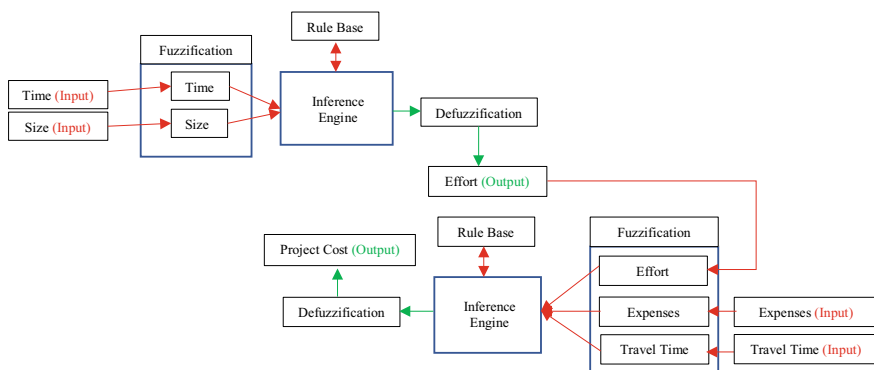 Rule Base
Fuzzification
Time (Input)
Time
Inference
Engine
Size (Input)
Size
Defuzzification
Effort (Output)
Rule Base
Fuzzification
Project Cost (Output)
Effort
Defuzzification
Inference
Engine
Expenses
Expenses (Input)
Travel Time
Travel Time (Input)